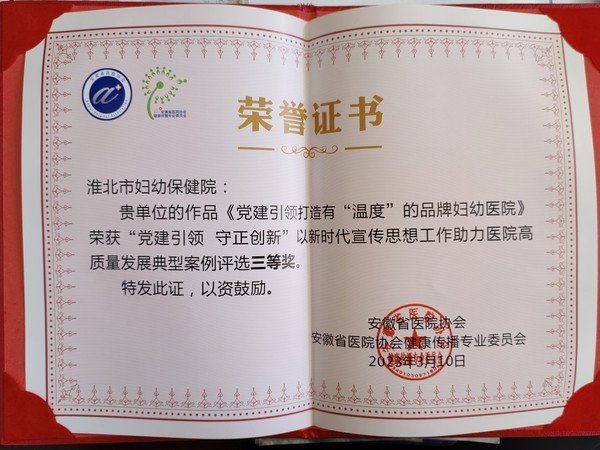 荣誉证书
淮北市妇幼保健院：
贵单位的作品《党建引领打造有“温度”的品牌妇幼医院》
荣获“党建引领 守正创新”以新时代宣传思想工作助力医院高
质量发展典型案例评选三等奖。
特发此证，以资鼓励。
安徽省医院协会
安徽省医院协会健康传播专业委员会
2023年3月10日